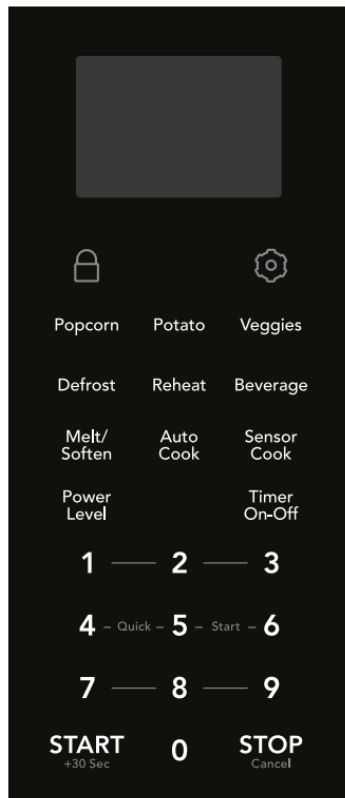 Popcorn Potato Veggies
Defrost Reheat Beverage
Melt/ Auto Sensor
Soften Cook Cook
Power Timer
Level On-Off
1 2 3
4 Quick 5 Start 6
7 8 9
START 0 STOP
+30 Sec Cancel